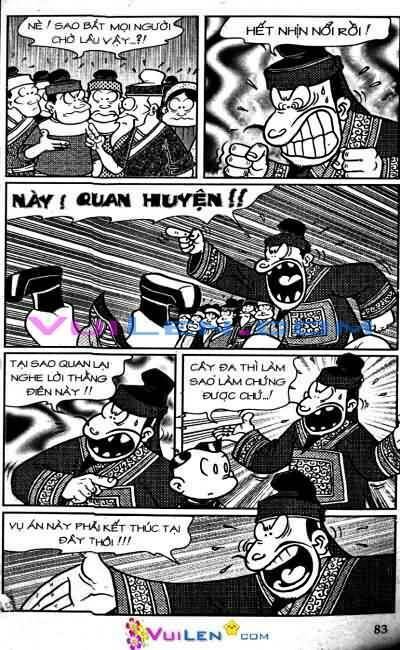 NÈ! SAO BẮT MỌI NGƯỜI
CHỜ LÂU VẬY...?!
HẾT NHỊN NỔI RỒI!
NÀY! QUAN HUYỆN!!
VUILEN.COM
TẠI SAO QUAN LẠI
NGHE LỜI THẰNG
ĐIÊN NÀY!!
CÂY ĐA THÌ LÀM
SAO LÀM CHỨNG
ĐƯỢC CHỨ..!
VỤ ÁN NÀY PHẢI KẾT THÚC TẠI
ĐÂY THÔI!!!
83
VUILEN.COM